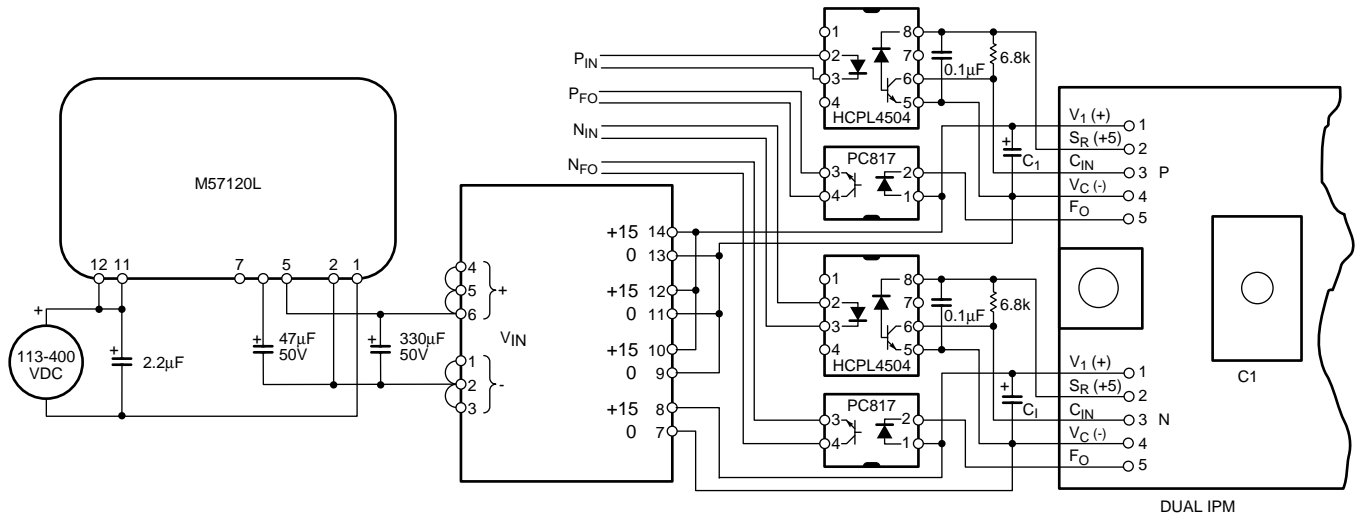 M57120L
12 11 7 5 2 1
+
113-400
VDC
+
2.2µF
+
47µF
50V
+
330µF
50V
4
5
6
+
VIN
1
2
3
-
+15 14
0 13
+15 12
0 11
+15 10
0 9
+15 8
0 7
PIN
PFO
NIN
NFO
1
2
3
4
8
7
6
5
HCPL4504
0.1µF
6.8k
PC817
3
4
2
1
+
C1
1
2
3
4
8
7
6
5
HCPL4504
0.1µF
6.8k
PC817
3
4
2
1
+
CI
V1 (+) 1
SR (+5) 2
CIN 3 P
VC (-) 4
FO 5
V1 (+) 1
SR (+5) 2
CIN 3 N
VC (-) 4
FO 5
C1
DUAL IPM